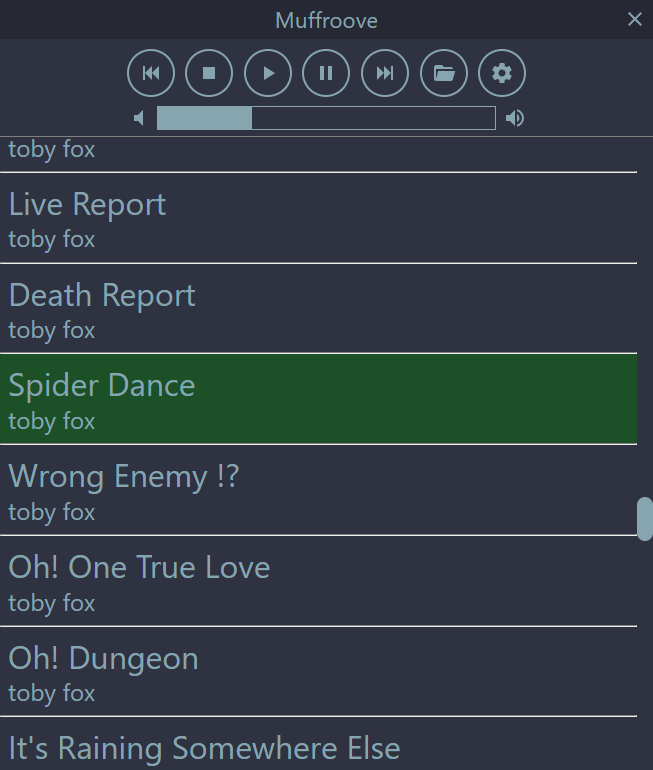 Muffroove
toby fox
Live Report
toby fox
Death Report
toby fox
Spider Dance
toby fox
Wrong Enemy !?
toby fox
Oh! One True Love
toby fox
Oh! Dungeon
toby fox
It's Raining Somewhere Else